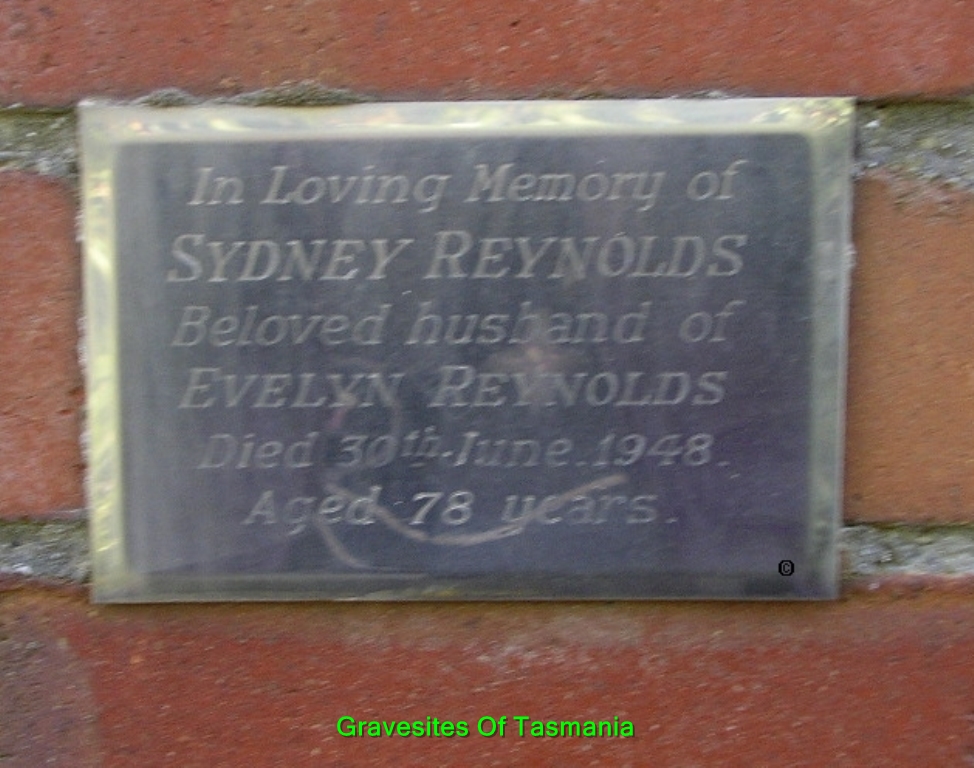 In Loving Memory of
SYDNEY REYNOLDS
Beloved husband of
EVELYN REYNOLDS
Died 30th June. 1948.
Aged 78 years.
©
Gravesites Of Tasmania